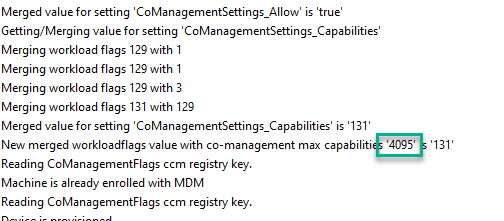 Merged value for setting 'CoManagementSettings_Allow' is 'true'
Getting/Merging value for setting 'CoManagementSettings_Capabilities'
Merging workload flags 129 with 1
Merging workload flags 129 with 1
Merging workload flags 129 with 3
Merging workload flags 131 with 129
Merged value for setting 'CoManagementSettings_Capabilities' is '131'
New merged workloadflags value with co-management max capabilities '4095' is '131'
Reading CoManagementFlags ccm registry key.
Machine is already enrolled with MDM
Reading CoManagementFlags ccm registry key.
Device is provisioned